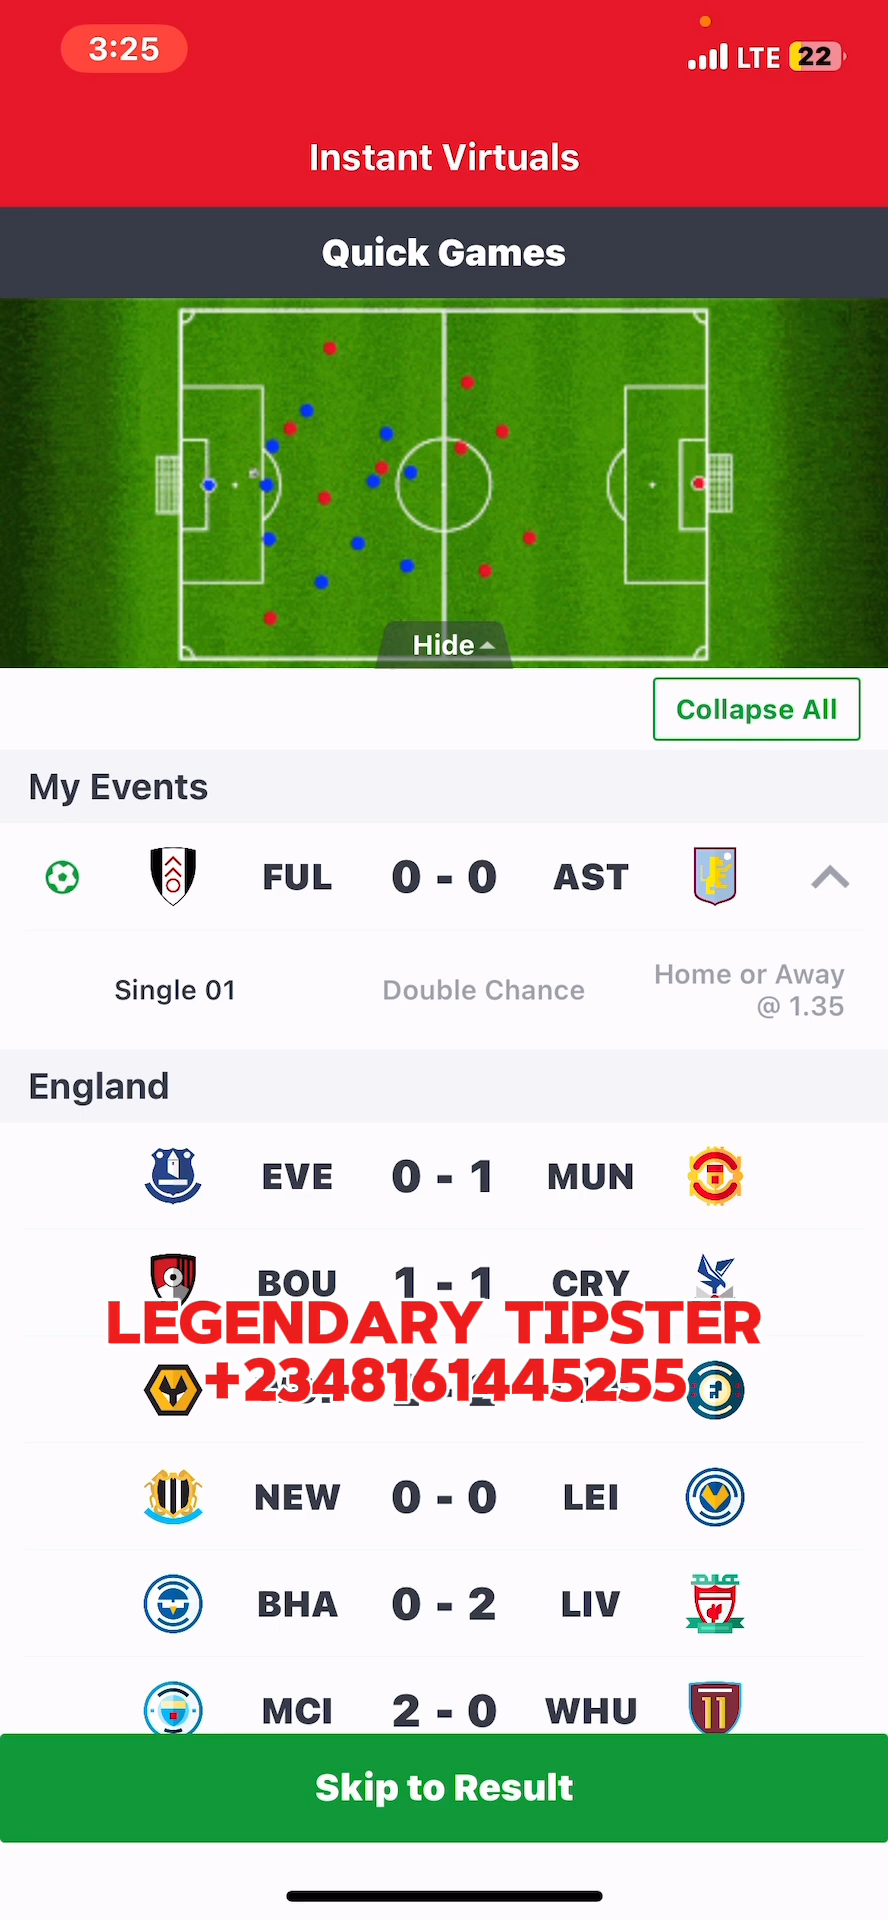 3:25
LTE 22
Instant Virtuals
Quick Games
Hide
Collapse All
My Events
FUL 0 - 0 AST
Single 01 Double Chance Home or Away @ 1.35
England
EVE 0 - 1 MUN
BOU 1 - 1 CRY
LEGENDARY TIPSTER
+2348161445255
NEW 0 - 0 LEI
BHA 0 - 2 LIV
MCI 2 - 0 WHU
11
Skip to Result